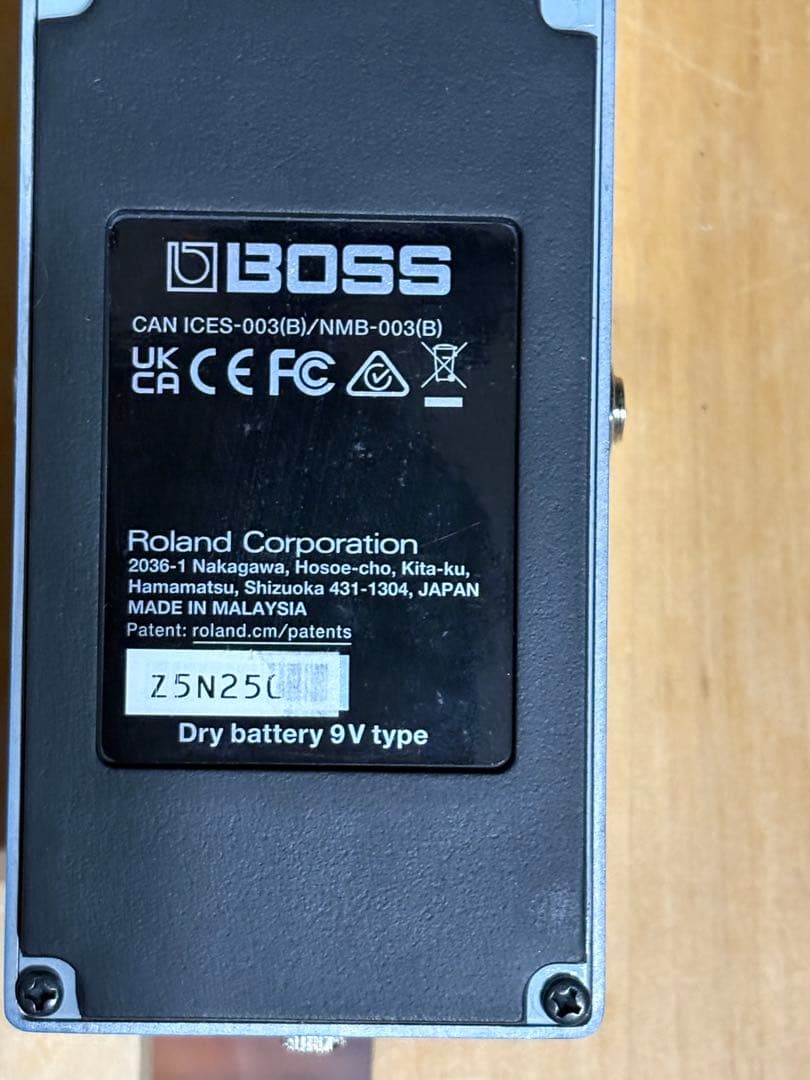 BOSS
CAN ICES-003(B)/NMB-003(B)
UK
CA CE FC
Roland Corporation
2036-1 Nakagawa, Hosoe-cho, Kita-ku,
Hamamatsu, Shizuoka 431-1304, JAPAN
MADE IN MALAYSIA
Patent: roland.cm/patents
Dry battery 9V type